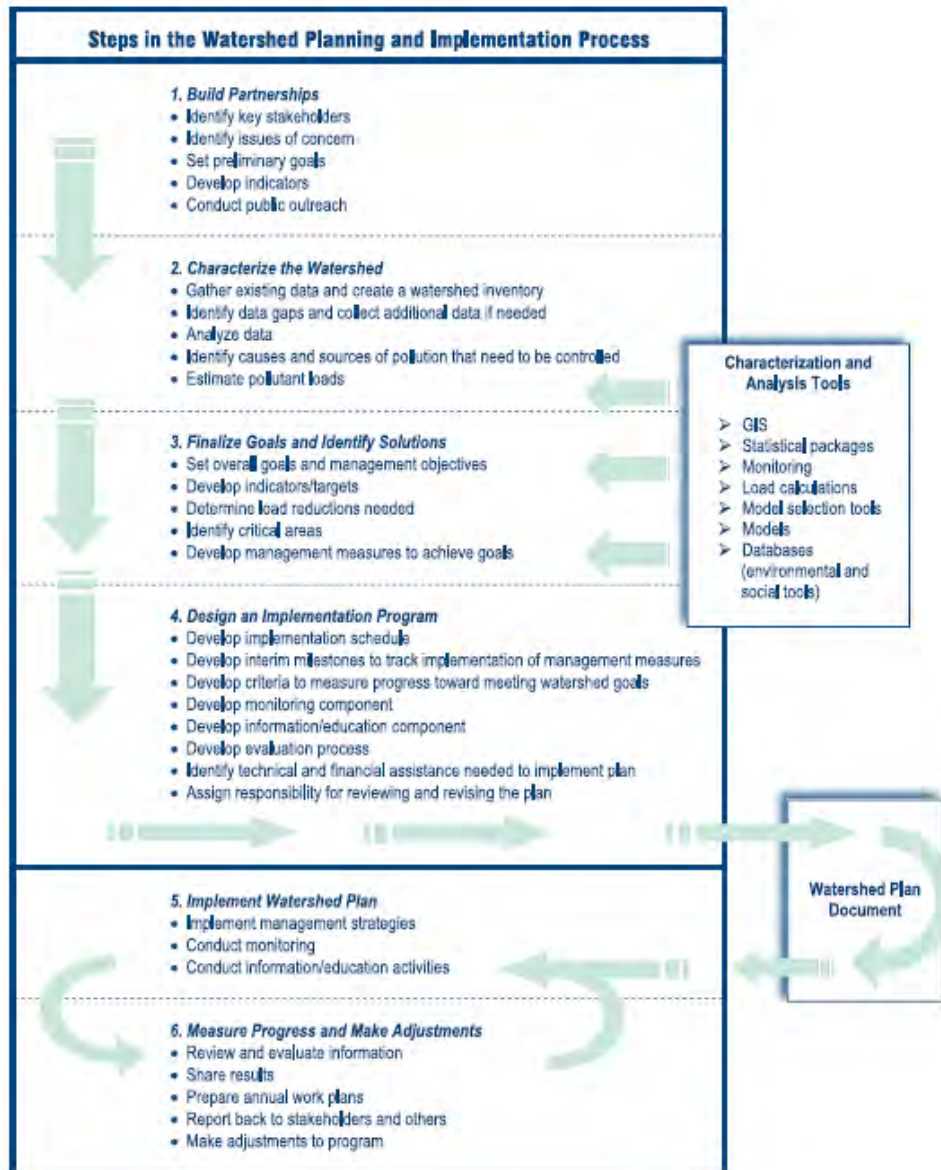 Steps in the Watershed Planning and Implementation Process
1. Build Partnerships
• Identify key stakeholders
• Identify issues of concern
• Set preliminary goals
• Develop indicators
• Conduct public outreach
2. Characterize the Watershed
• Gather existing data and create a watershed inventory
• Identify data gaps and collect additional data if needed
• Analyze data
• Identify causes and sources of pollution that need to be controlled
• Estimate pollutant loads
3. Finalize Goals and Identify Solutions
• Set overall goals and management objectives
• Develop indicators/targets
• Determine load reductions needed
• Identify critical areas
• Develop management measures to achieve goals
Characterization and
Analysis Tools
➢ GIS
➢ Statistical packages
➢ Monitoring
➢ Load calculations
➢ Model selection tools
➢ Models
➢ Databases
(environmental and
social tools)
4. Design an Implementation Program
• Develop implementation schedule
• Develop interim milestones to track implementation of management measures
• Develop criteria to measure progress toward meeting watershed goals
• Develop monitoring component
• Develop information/education component
• Develop evaluation process
• Identify technical and financial assistance needed to implement plan
• Assign responsibility for reviewing and revising the plan
Watershed Plan
Document
5. Implement Watershed Plan
• Implement management strategies
• Conduct monitoring
• Conduct information/education activities
6. Measure Progress and Make Adjustments
• Review and evaluate information
• Share results
• Prepare annual work plans
• Report back to stakeholders and others
• Make adjustments to program